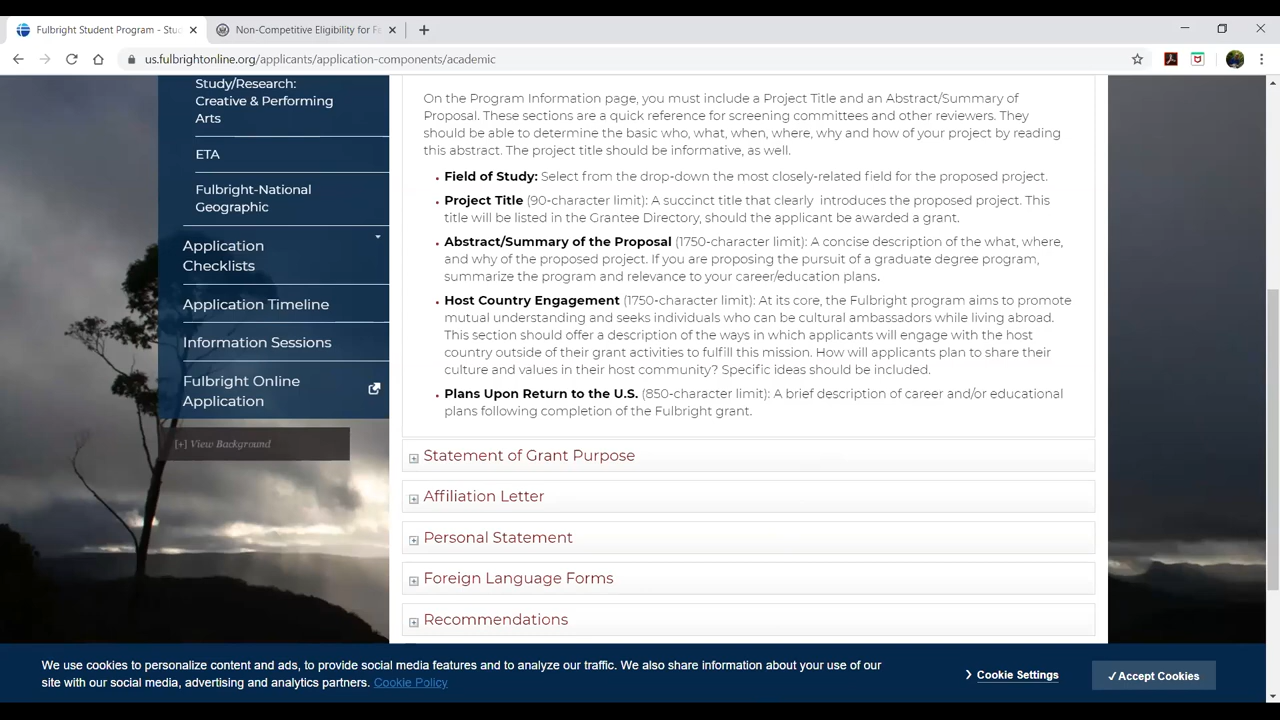 Fulbright Student Program - Stu
Non-Competitive Eligibility for F
us.fulbrightonline.org/applicants/application-components/academic
Study/Research:
Creative & Performing
Arts
ETA
Fulbright-National
Geographic
Application
Checklists
Application Timeline
Information Sessions
Fulbright Online
Application
[+] View Background
On the Program Information page, you must include a Project Title and an Abstract/Summary of
Proposal. These sections are a quick reference for screening committees and other reviewers. They
should be able to determine the basic who, what, when, where, why and how of your project by reading
this abstract. The project title should be informative, as well.
Field of Study: Select from the drop-down the most closely-related field for the proposed project.
Project Title (90-character limit): A succinct title that clearly introduces the proposed project. This
title will be listed in the Grantee Directory, should the applicant be awarded a grant.
Abstract/Summary of the Proposal (1750-character limit): A concise description of the what, where,
and why of the proposed project. If you are proposing the pursuit of a graduate degree program,
summarize the program and relevance to your career/education plans.
Host Country Engagement (1750-character limit): At its core, the Fulbright program aims to promote
mutual understanding and seeks individuals who can be cultural ambassadors while living abroad.
This section should offer a description of the ways in which applicants will engage with the host
country outside of their grant activities to fulfill this mission. How will applicants plan to share their
culture and values in their host community? Specific ideas should be included.
Plans Upon Return to the U.S. (850-character limit): A brief description of career and/or educational
plans following completion of the Fulbright grant.
Statement of Grant Purpose
Affiliation Letter
Personal Statement
Foreign Language Forms
Recommendations
We use cookies to personalize content and ads, to provide social media features and to analyze our traffic. We also share information about your use of our
site with our social media, advertising and analytics partners. Cookie Policy
Cookie Settings
✓Accept Cookies